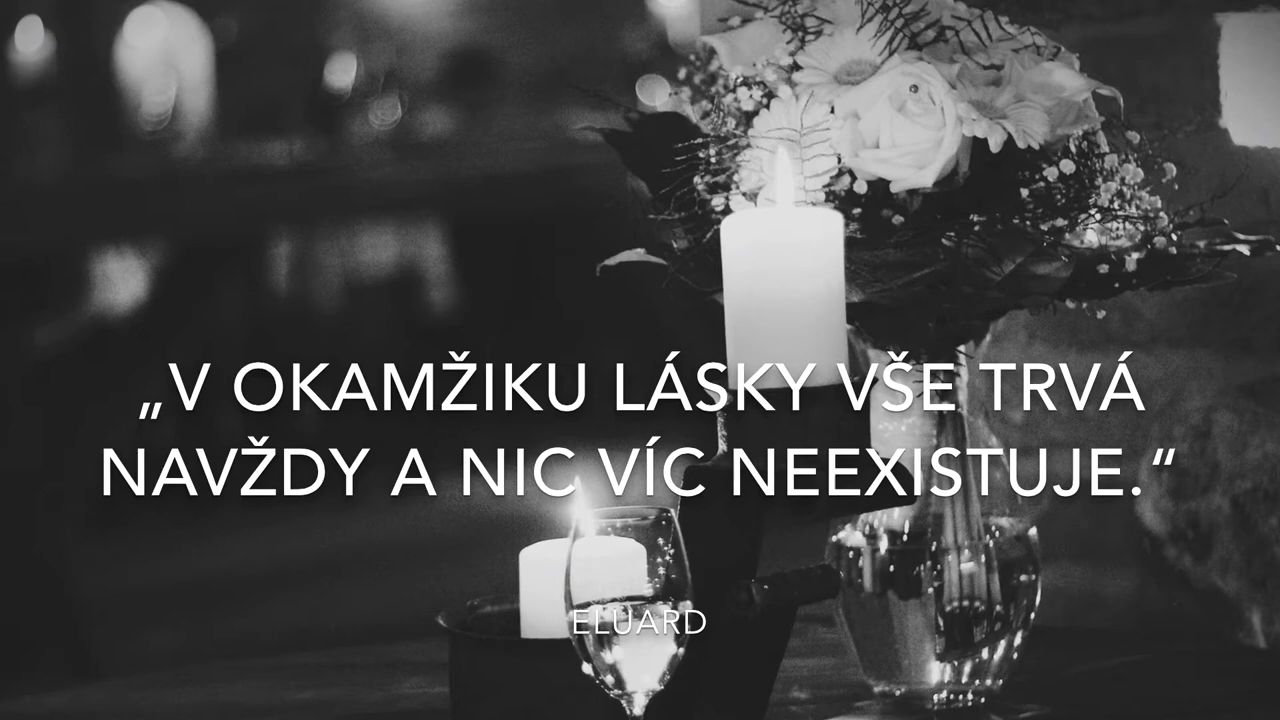 „V OKAMŽIKU LÁSKY VŠE TRVÁ
NAVŽDY A NIC VÍC NEEXISTUJE.“
ELUARD